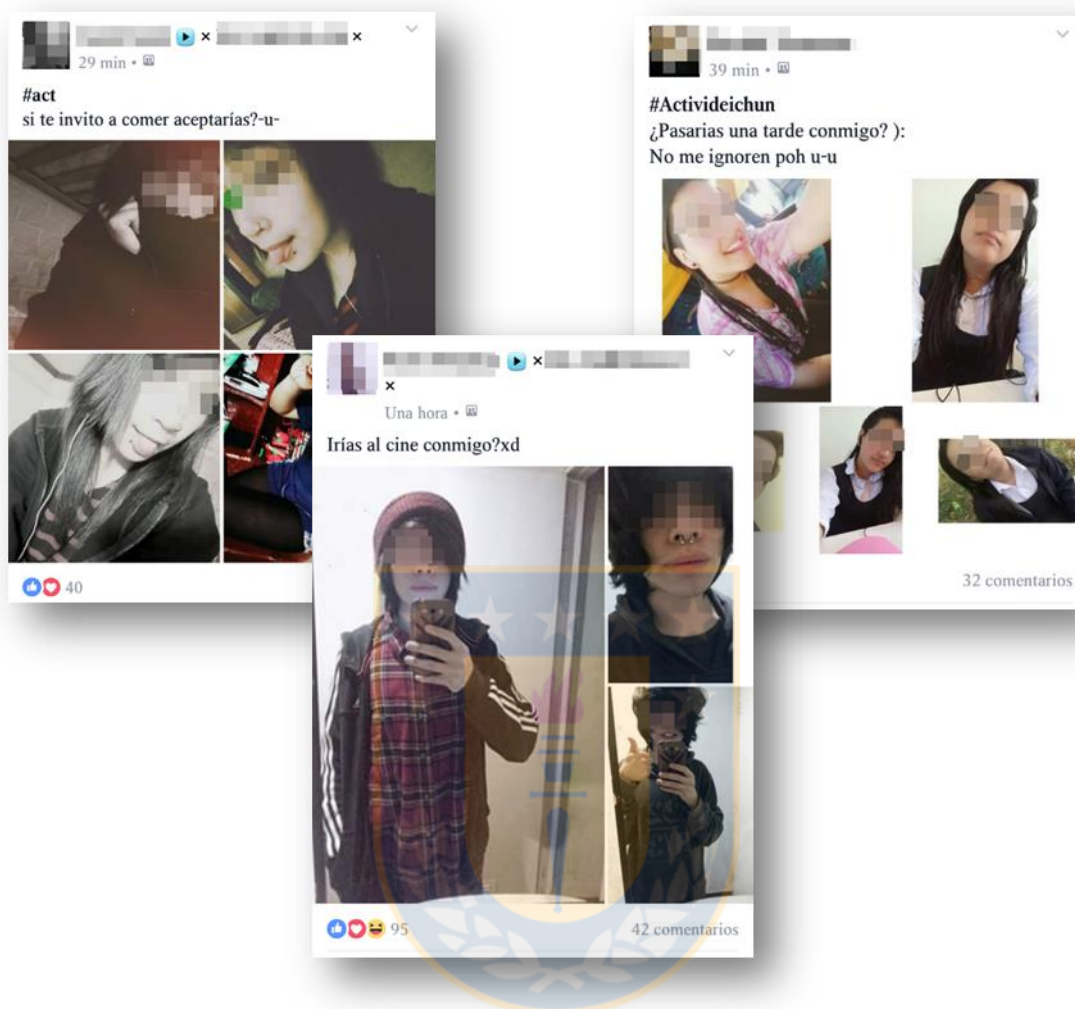 × ×
29 min •
#act
si te invito a comer aceptarías?-u-
40
39 min •
#Activideichun
¿Pasarias una tarde conmigo? ):
No me ignoren poh u-u
32 comentarios
×
×
Una hora •
Irías al cine conmigo?xd
95
42 comentarios